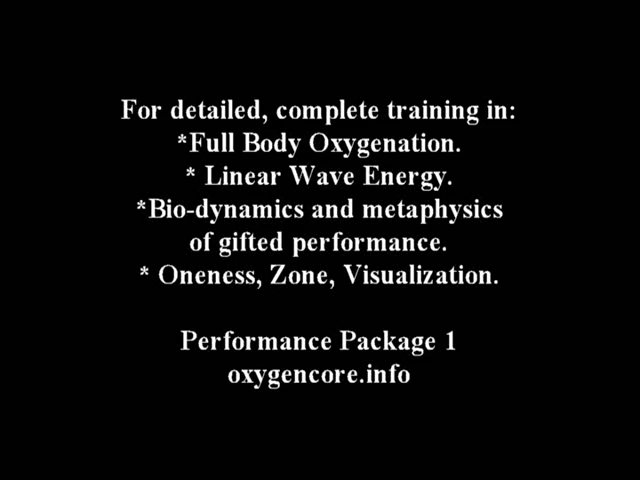 For detailed, complete training in:
*Full Body Oxygenation.
* Linear Wave Energy.
*Bio-dynamics and metaphysics
of gifted performance.
* Oneness, Zone, Visualization.
Performance Package 1
oxygencore.info